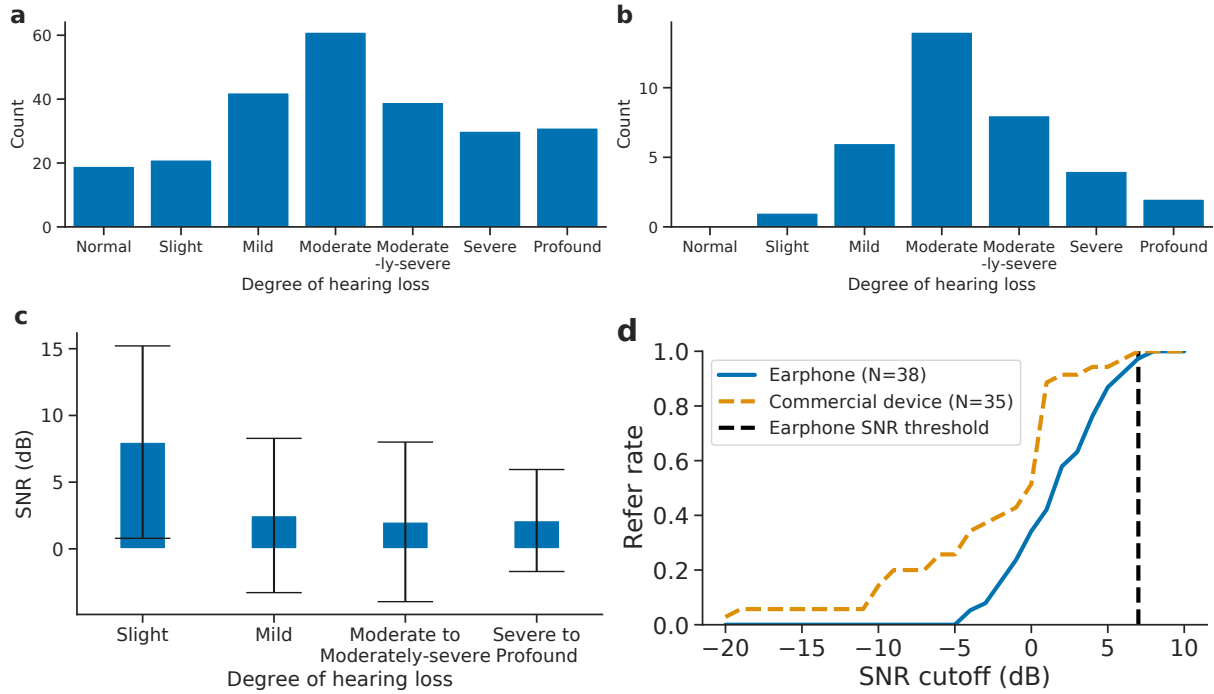 a
60
40
20
0
Count
Normal Slight Mild Moderate Moderate -ly-severe Severe Profound
Degree of hearing loss
b
10
5
0
Count
Normal Slight Mild Moderate Moderate -ly-severe Severe Profound
Degree of hearing loss
c
15
10
5
0
SNR (dB)
Slight Mild Moderate to Moderately-severe Severe to Profound
Degree of hearing loss
d
1.0
0.8
0.6
0.4
0.2
0.0
Refer rate
Earphone (N=38)
Commercial device (N=35)
Earphone SNR threshold
−20 −15 −10 −5 0 5 10
SNR cutoff (dB)